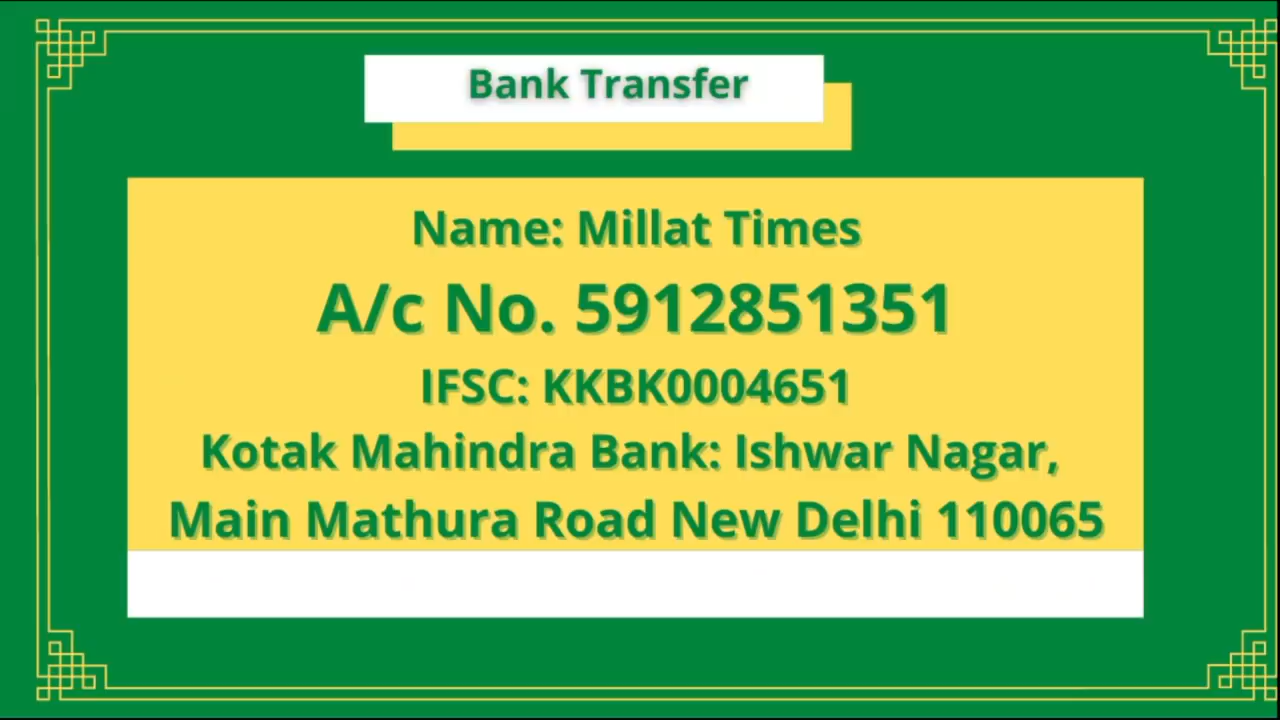 Bank Transfer
Name: Millat Times
A/c No. 5912851351
IFSC: KKBK0004651
Kotak Mahindra Bank: Ishwar Nagar,
Main Mathura Road New Delhi 110065